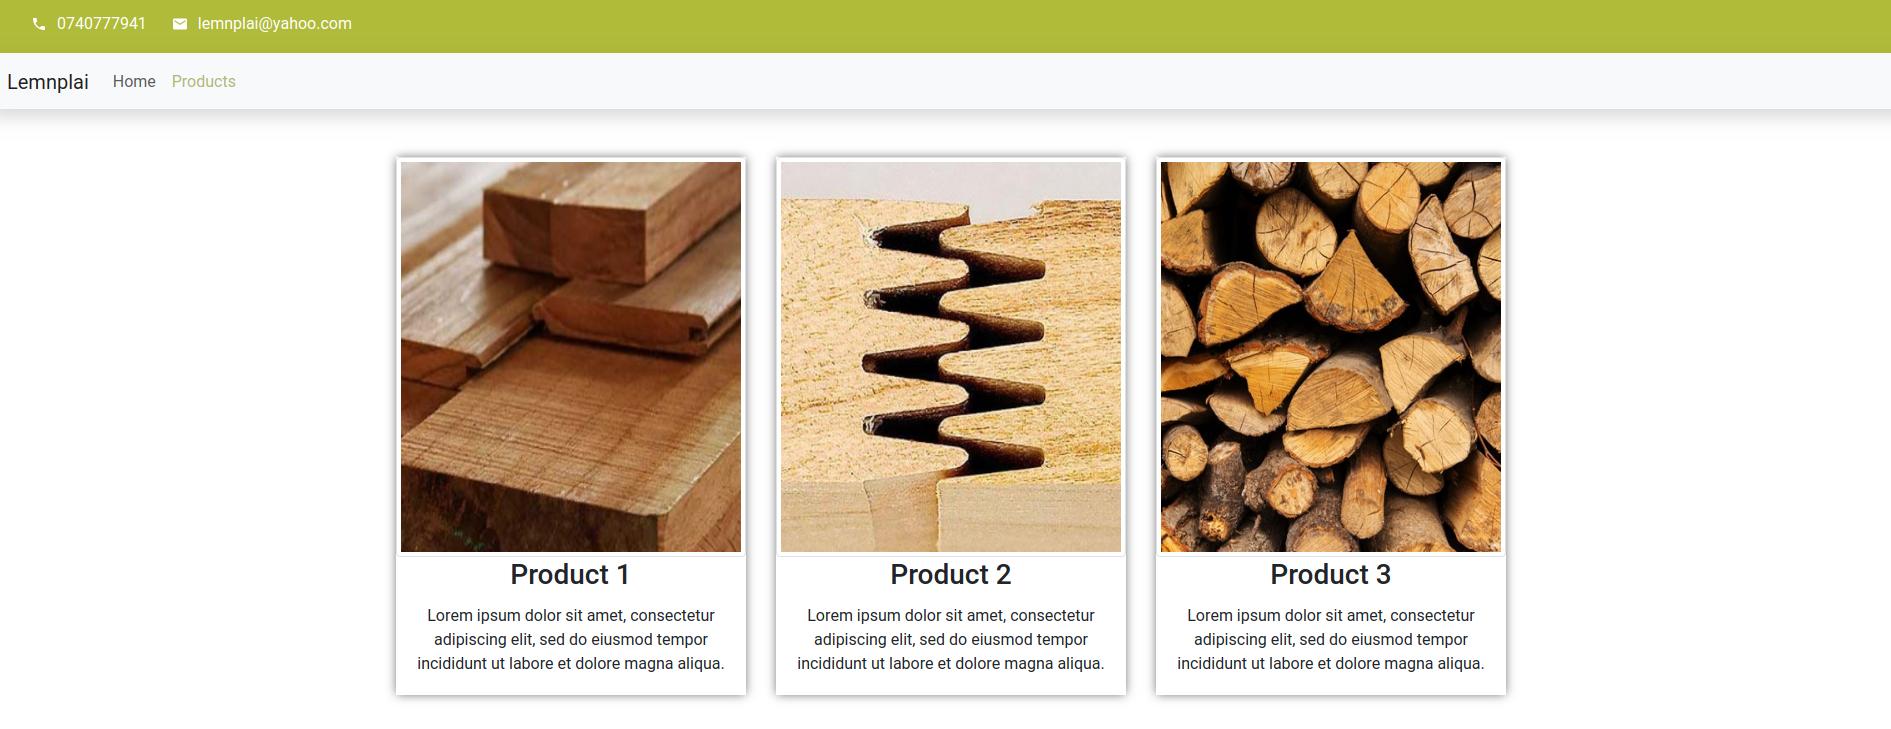 0740777941 lemnplai@yahoo.com
Lemnplai Home Products
Product 1
Lorem ipsum dolor sit amet, consectetur
adipiscing elit, sed do eiusmod tempor
incididunt ut labore et dolore magna aliqua.
Product 2
Lorem ipsum dolor sit amet, consectetur
adipiscing elit, sed do eiusmod tempor
incididunt ut labore et dolore magna aliqua.
Product 3
Lorem ipsum dolor sit amet, consectetur
adipiscing elit, sed do eiusmod tempor
incididunt ut labore et dolore magna aliqua.